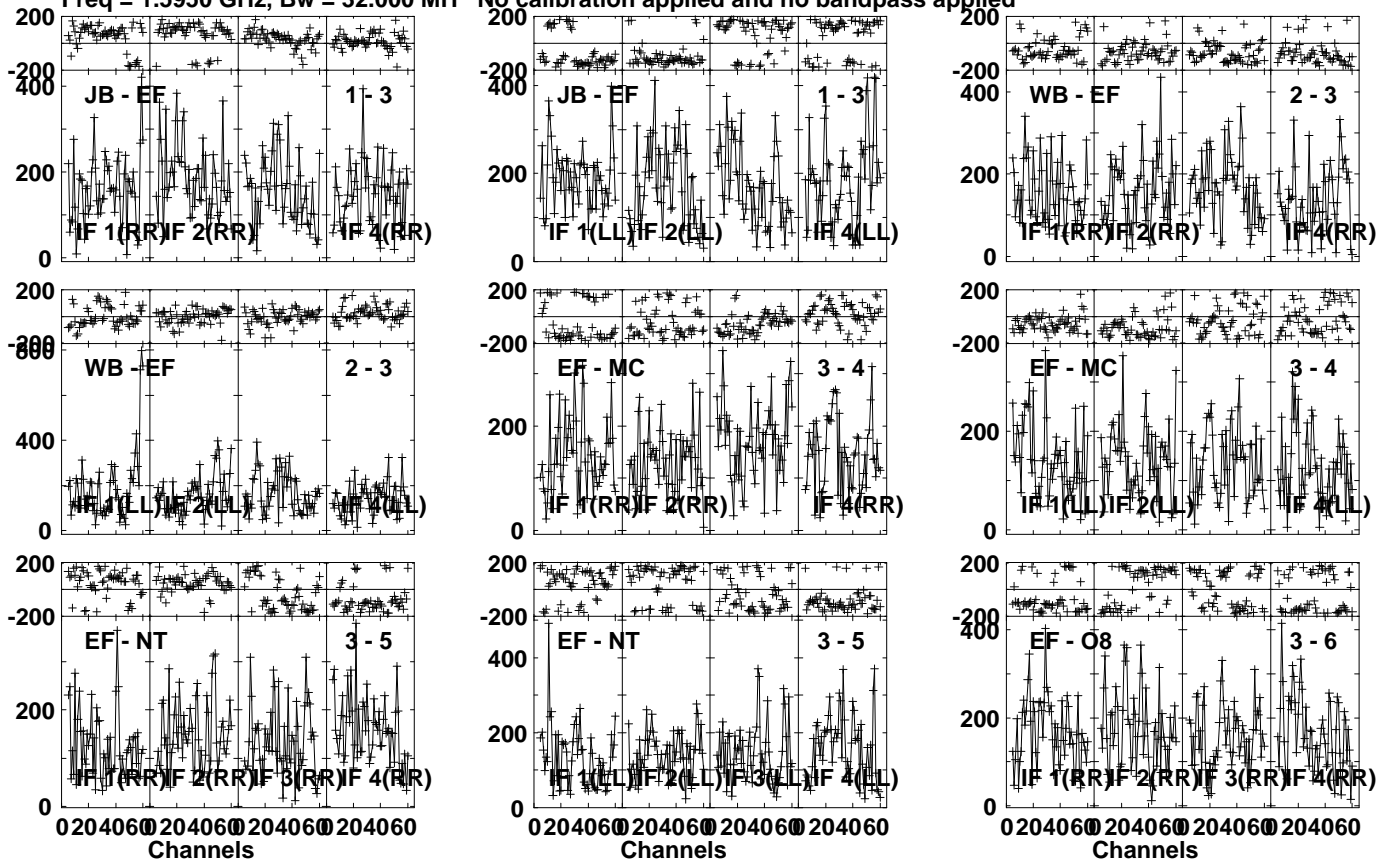 Freq = 1.5950 GHz, Bw = 32.000 MH No calibration applied and no bandpass applied
200
-200
JB - EF 1 - 3
400
200
0
IF 1(RR) IF 2(RR) IF 4(RR)
200
-200
JB - EF 1 - 3
400
200
0
IF 1(LL) IF 2(LL) IF 4(LL)
200
-200
WB - EF 2 - 3
400
200
0
IF 1(RR) IF 2(RR) IF 4(RR)
200
-200
600
WB - EF 2 - 3
400
200
0
IF 1(LL) IF 2(LL) IF 4(LL)
200
-200
EF - MC 3 - 4
200
0
IF 1(RR) IF 2(RR) IF 4(RR)
200
-200
EF - MC 3 - 4
200
0
IF 1(LL) IF 2(LL) IF 4(LL)
200
-200
EF - NT 3 - 5
200
0
IF 1(RR) IF 2(RR) IF 3(RR) IF 4(RR)
0 20 40 60 0 20 40 60 0 20 40 60 0 20 40 60
Channels
200
-200
EF - NT 3 - 5
400
200
0
IF 1(LL) IF 2(LL) IF 3(LL) IF 4(LL)
0 20 40 60 0 20 40 60 0 20 40 60 0 20 40 60
Channels
200
-200
EF - O8 3 - 6
400
200
0
IF 1(RR) IF 2(RR) IF 3(RR) IF 4(RR)
0 20 40 60 0 20 40 60 0 20 40 60 0 20 40 60
Channels